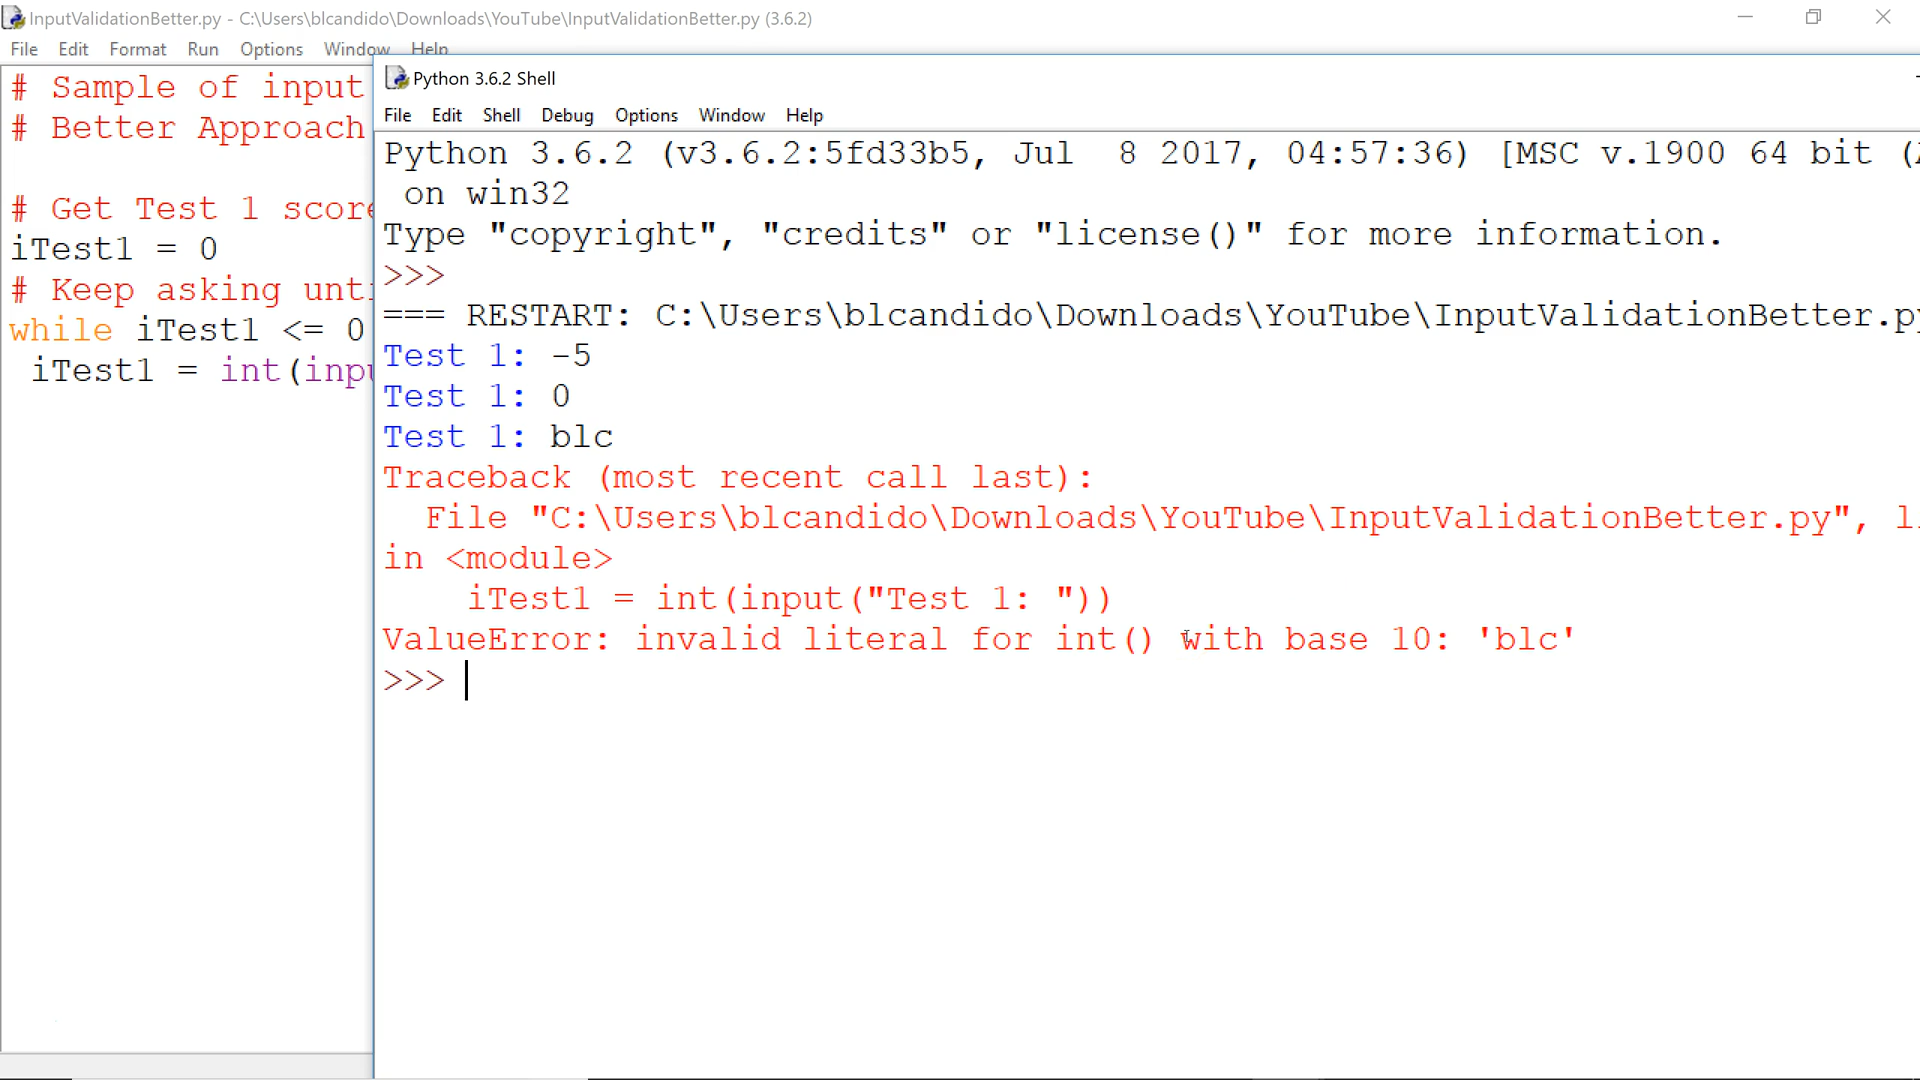 InputValidationBetter.py - C:\Users\blcandido\Downloads\YouTube\InputValidationBetter.py (3.6.2)
File Edit Format Run Options Window Help
# Sample of input
# Better Approach
# Get Test 1 score
iTest1 = 0
# Keep asking unti
while iTest1 <= 0
iTest1 = int(inpu
Python 3.6.2 Shell
File Edit Shell Debug Options Window Help
Python 3.6.2 (v3.6.2:5fd33b5, Jul  8 2017, 04:57:36) [MSC v.1900 64 bit (
on win32
Type "copyright", "credits" or "license()" for more information.
>>>
=== RESTART: C:\Users\blcandido\Downloads\YouTube\InputValidationBetter.py
Test 1: -5
Test 1: 0
Test 1: blc
Traceback (most recent call last):
File "C:\Users\blcandido\Downloads\YouTube\InputValidationBetter.py", li
in <module>
iTest1 = int(input("Test 1: "))
ValueError: invalid literal for int() with base 10: 'blc'
>>>